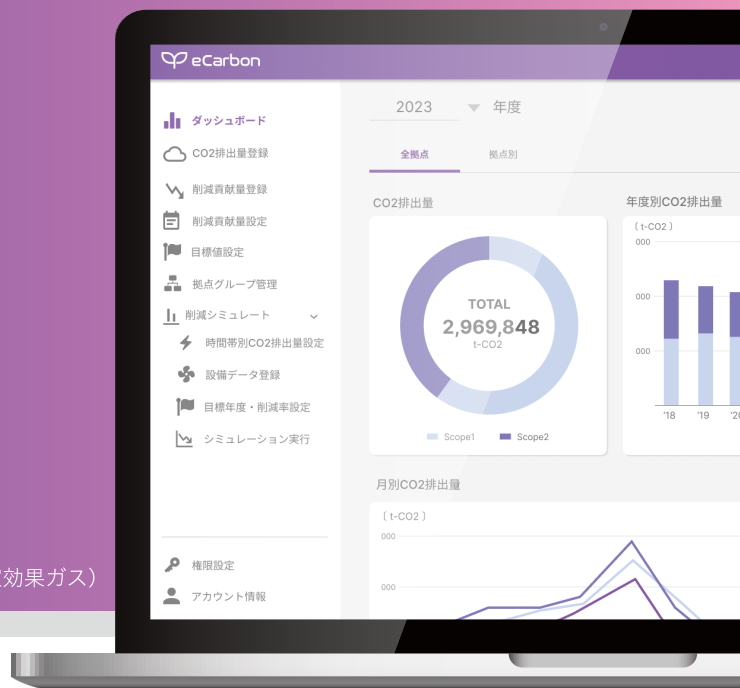 eCarbon
ダッシュボード
CO2排出量登録
削減貢献量登録
削減貢献量設定
目標値設定
拠点グループ管理
削減シミュレート
時間帯別CO2排出量設定
設備データ登録
目標年度・削減率設定
シミュレーション実行
権限設定
アカウント情報
2023 年度
全拠点 拠点別
CO2排出量
TOTAL
2,969,848
t-CO2
Scope1 Scope2
年度別CO2排出量
( t-CO2 )
000
000
000
'18 '19
月別CO2排出量
( t-CO2 )
000
000
効果ガス）